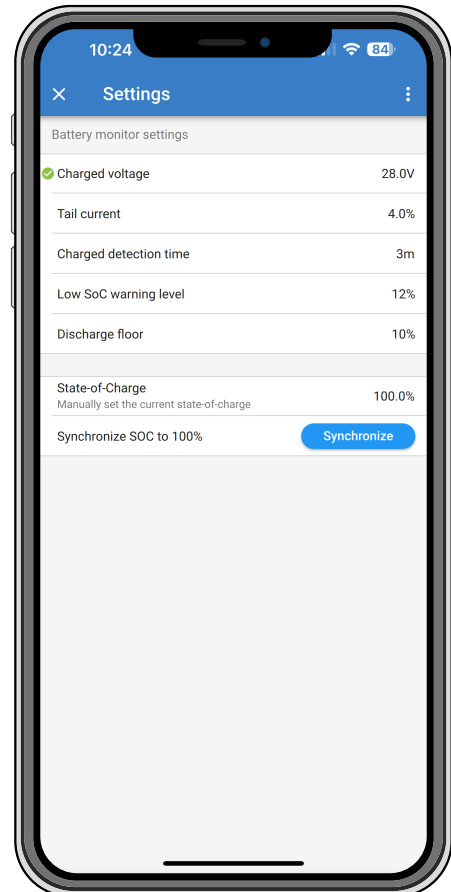 10:24
84
Settings
Battery monitor settings
Charged voltage 28.0V
Tail current 4.0%
Charged detection time 3m
Low SoC warning level 12%
Discharge floor 10%
State-of-Charge
Manually set the current state-of-charge
100.0%
Synchronize SOC to 100% Synchronize